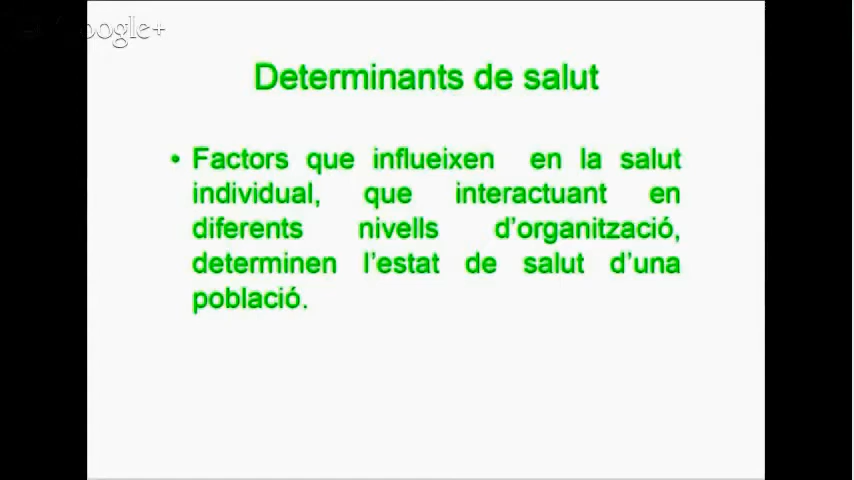 Google+
Determinants de salut
• Factors que influeixen en la salut
individual, que interactuant en
diferents nivells d’organització,
determinen l’estat de salut d’una
població.